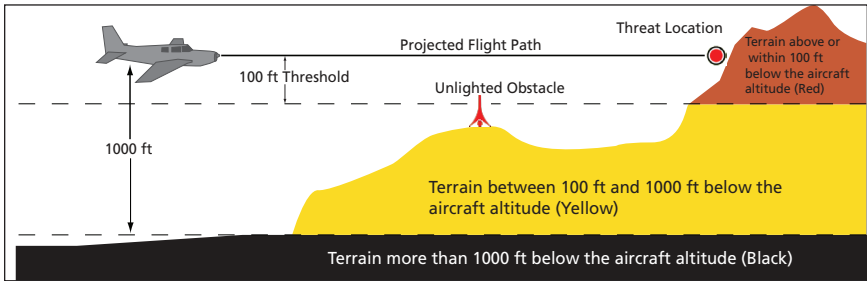 Threat Location
Projected Flight Path
100 ft Threshold
Unlighted Obstacle
Terrain above or
within 100 ft
below the aircraft
altitude (Red)
1000 ft
Terrain between 100 ft and 1000 ft below the
aircraft altitude (Yellow)
Terrain more than 1000 ft below the aircraft altitude (Black)